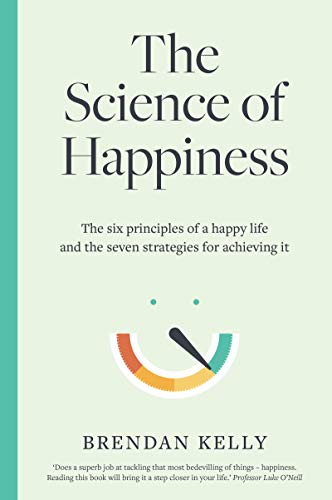 The
Science of
Happiness
The six principles of a happy life
and the seven strategies for achieving it
BRENDAN KELLY
‘Does a superb job at tackling that most bedevilling of things – happiness.
Reading this book will bring it a step closer in your life.’ Professor Luke O’Neill